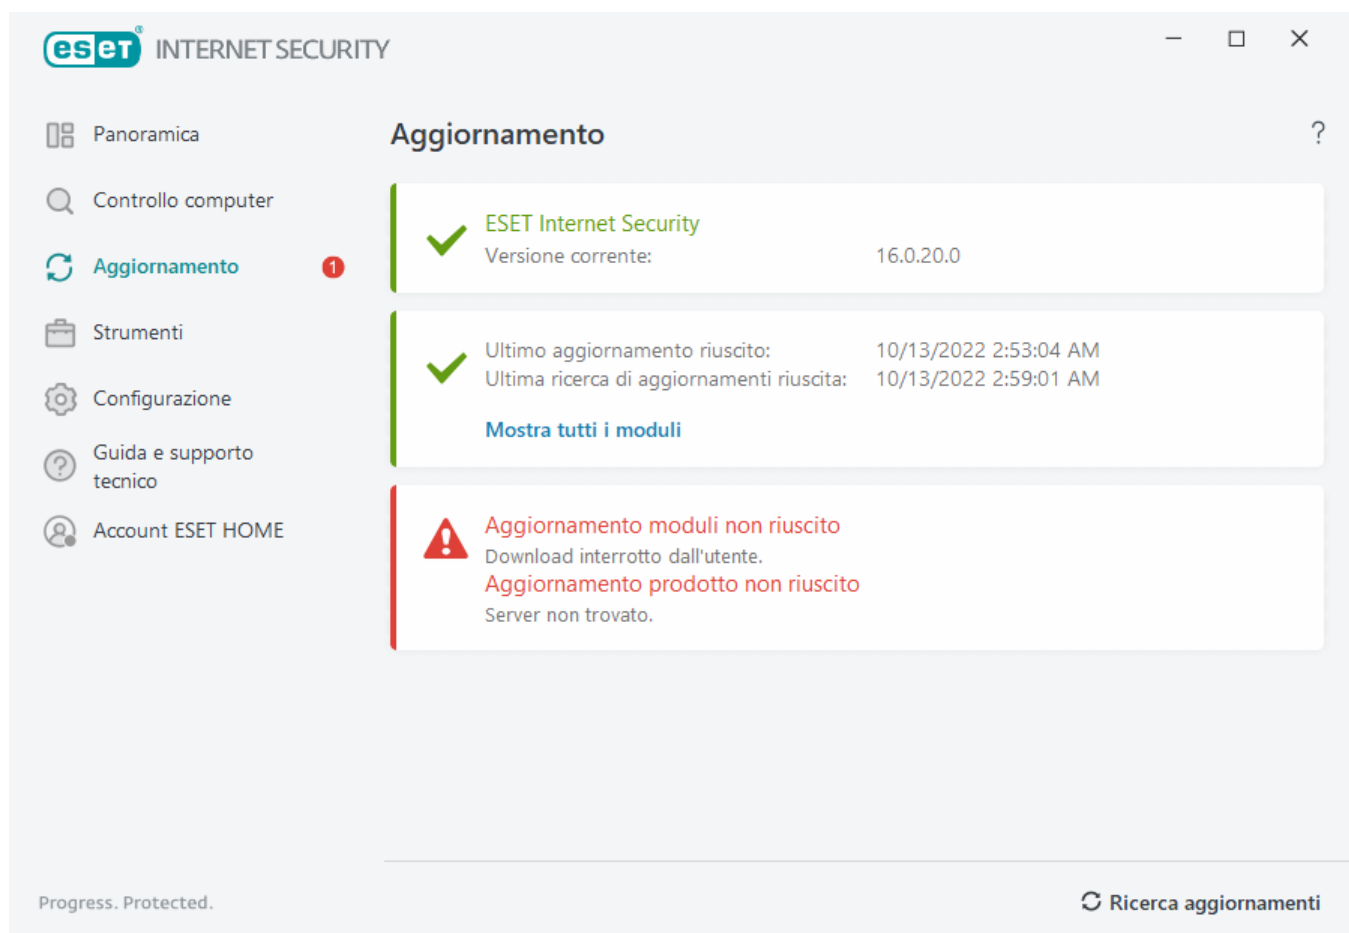 eset® INTERNET SECURITY
Panoramica
Controllo computer
Aggiornamento 1
Strumenti
Configurazione
Guida e supporto
tecnico
Account ESET HOME
Aggiornamento ?
ESET Internet Security
Versione corrente: 16.0.20.0
Ultimo aggiornamento riuscito: 10/13/2022 2:53:04 AM
Ultima ricerca di aggiornamenti riuscita: 10/13/2022 2:59:01 AM
Mostra tutti i moduli
Aggiornamento moduli non riuscito
Download interrotto dall'utente.
Aggiornamento prodotto non riuscito
Server non trovato.
Progress. Protected.
Ricerca aggiornamenti